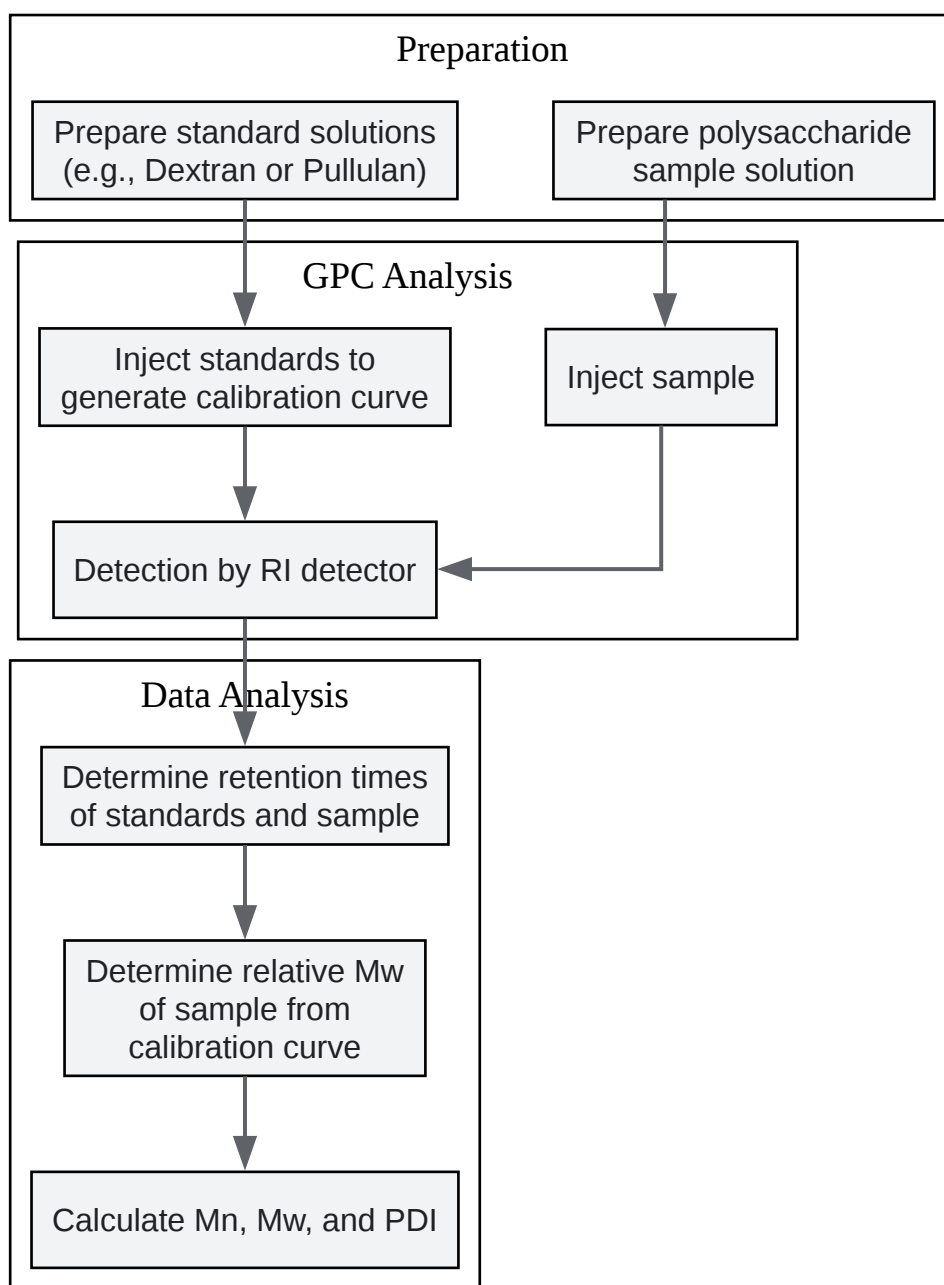 Preparation
Prepare standard solutions
(e.g., Dextran or Pullulan)
Prepare polysaccharide
sample solution
GPC Analysis
Inject standards to
generate calibration curve
Inject sample
Detection by RI detector
Data Analysis
Determine retention times
of standards and sample
Determine relative Mw
of sample from
calibration curve
Calculate Mn, Mw, and PDI